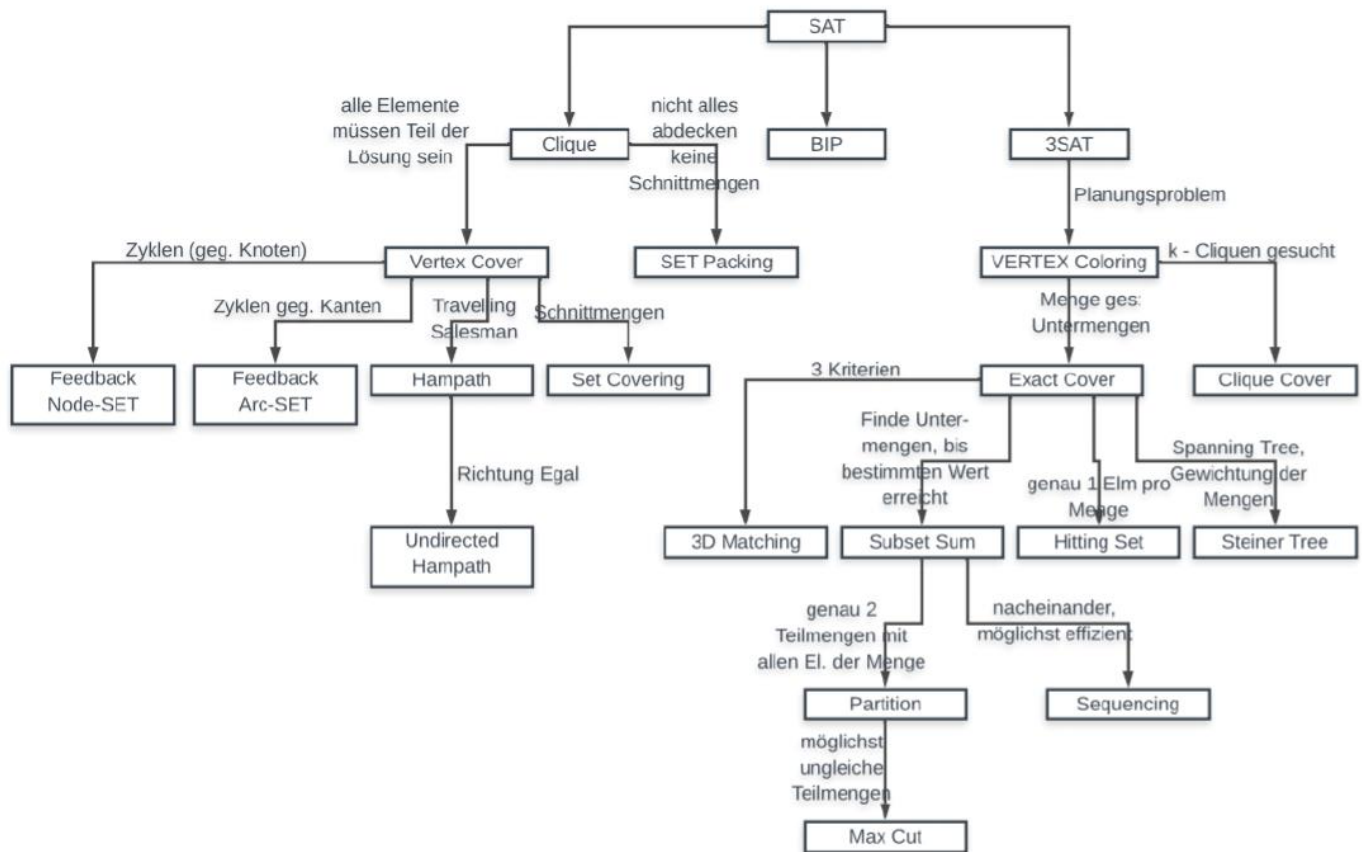 SAT
alle Elemente
müssen Teil der
Lösung sein
nicht alles
abdecken
keine
Schnittmengen
Clique
BIP
3SAT
Planungsproblem
Zyklen (geg. Knoten)
Vertex Cover
SET Packing
VERTEX Coloring
k - Cliquen gesucht
Zyklen geg. Kanten
Travelling
Salesman
Schnittmengen
Menge ges:
Untermengen
Feedback
Node-SET
Feedback
Arc-SET
Hampath
Set Covering
3 Kriterien
Exact Cover
Clique Cover
Richtung Egal
Finde Unter-
mengen, bis
bestimmten Wert
erreicht
genau 1 Elm pro
Menge
Spanning Tree,
Gewichtung der
Mengen
Undirected
Hampath
3D Matching
Subset Sum
Hitting Set
Steiner Tree
genau 2
Teilmengen mit
allen El. der Menge
nacheinander,
möglichst effizient
Partition
Sequencing
möglichst
ungleiche
Teilmengen
Max Cut